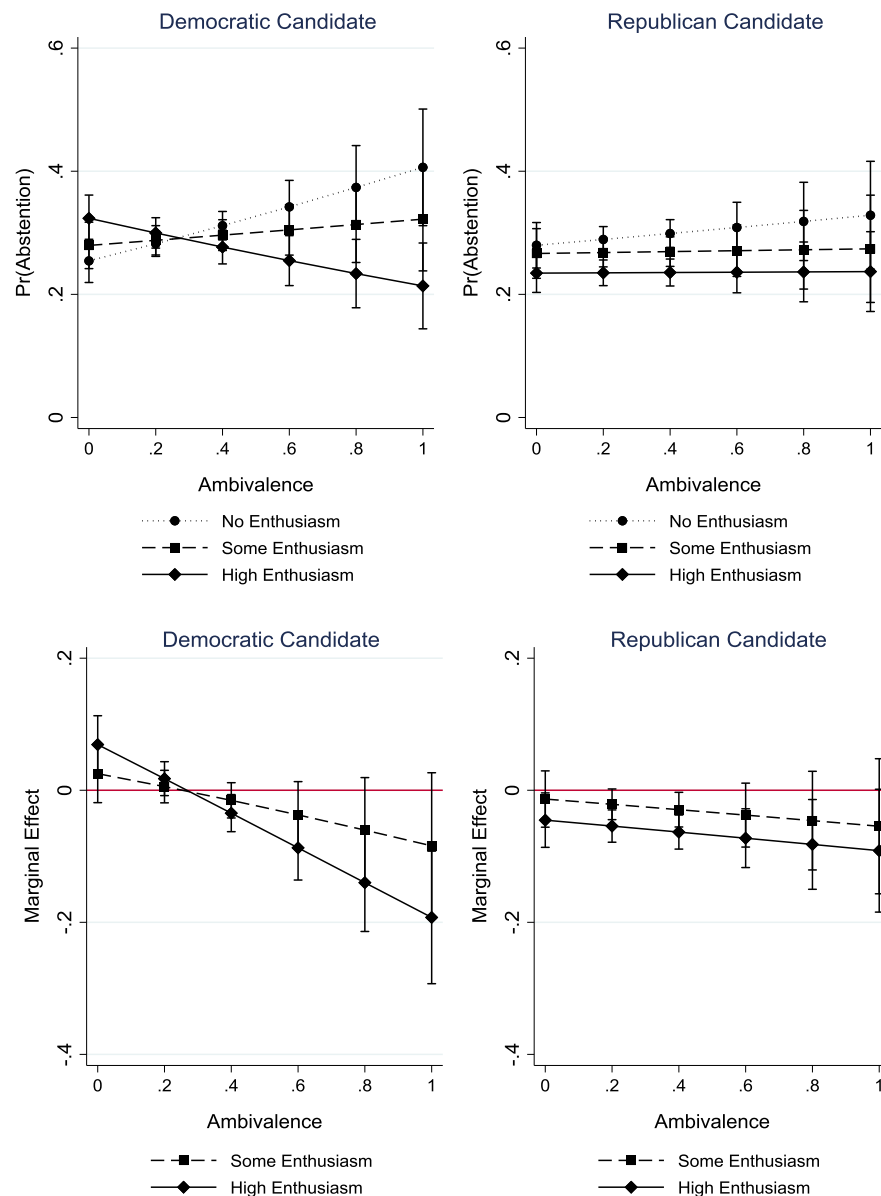 Democratic Candidate
Republican Candidate
Pr(Abstention)
.6
.4
.2
0
0 .2 .4 .6 .8 1
Ambivalence
No Enthusiasm
Some Enthusiasm
High Enthusiasm
Pr(Abstention)
.6
.4
.2
0
0 .2 .4 .6 .8 1
Ambivalence
No Enthusiasm
Some Enthusiasm
High Enthusiasm
Democratic Candidate
Republican Candidate
Marginal Effect
.2
0
-.2
-.4
0 .2 .4 .6 .8 1
Ambivalence
Some Enthusiasm
High Enthusiasm
Marginal Effect
.2
0
-.2
-.4
0 .2 .4 .6 .8 1
Ambivalence
Some Enthusiasm
High Enthusiasm